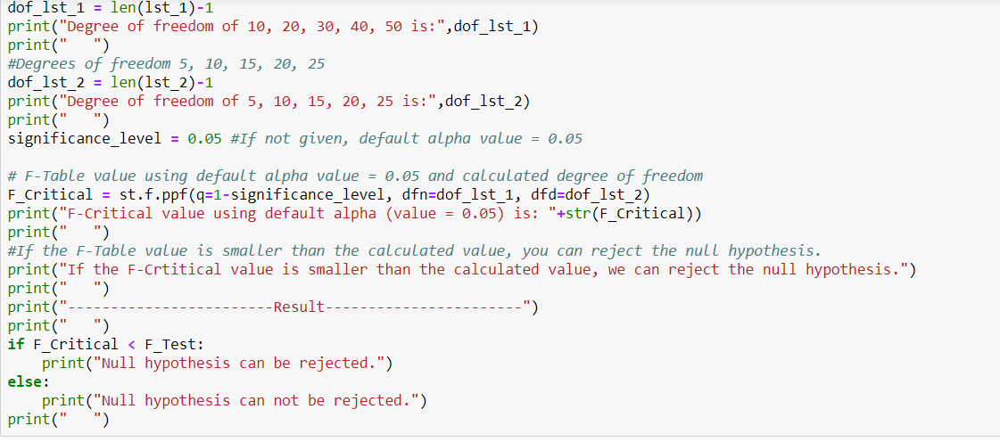 dof_lst_1 = len(lst_1)-1
print("Degree of freedom of 10, 20, 30, 40, 50 is:",dof_lst_1)
print("   ")
#Degrees of freedom 5, 10, 15, 20, 25
dof_lst_2 = len(lst_2)-1
print("Degree of freedom of 5, 10, 15, 20, 25 is:",dof_lst_2)
print("   ")
significance_level = 0.05 #If not given, default alpha value = 0.05

# F-Table value using default alpha value = 0.05 and calculated degree of freedom
F_Critical = st.f.ppf(q=1-significance_level, dfn=dof_lst_1, dfd=dof_lst_2)
print("F-Critical value using default alpha (value = 0.05) is: "+str(F_Critical))
print("   ")
#If the F-Table value is smaller than the calculated value, you can reject the null hypothesis.
print("If the F-Crtitical value is smaller than the calculated value, we can reject the null hypothesis.")
print("   ")
print("------------------------Result-----------------------")
print("   ")
if F_Critical < F_Test:
    print("Null hypothesis can be rejected.")
else:
    print("Null hypothesis can not be rejected.")
print("   ")